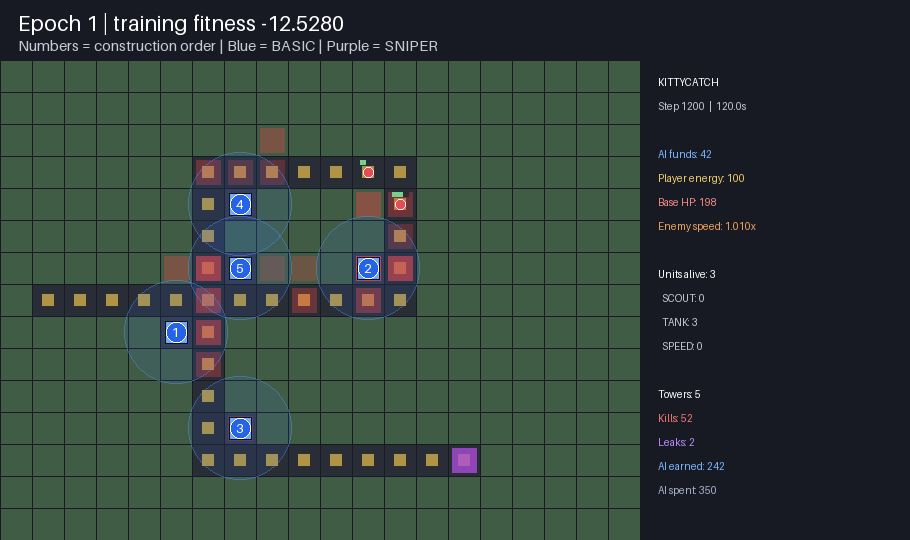 Epoch 1 | training fitness -12.5280
Numbers = construction order | Blue = BASIC | Purple = SNIPER
KITTYCATCH
Step 1200 | 120.0s
AI funds: 42
Player energy: 100
Base HP: 198
Enemy speed: 1.010x
Units alive: 3
SCOUT: 0
TANK: 3
SPEED: 0
Towers: 5
Kills: 52
Leaks: 2
AI earned: 242
AI spent: 350
4
5
2
1
3